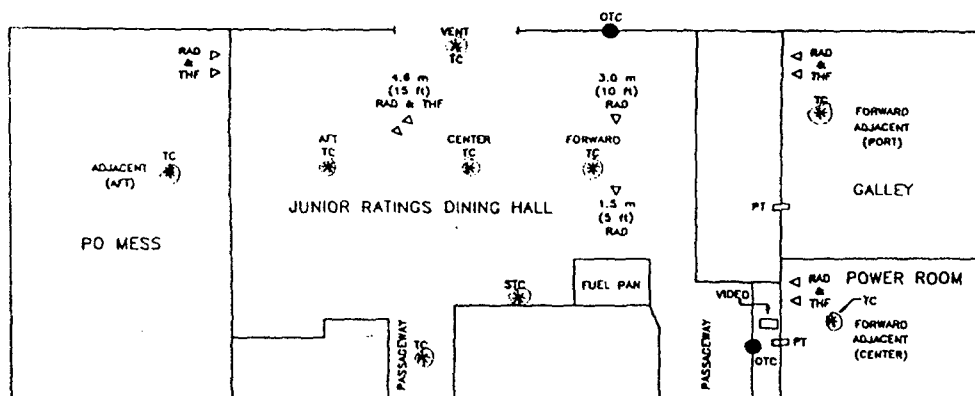 OTC
VENT
TC
RAD
&
THF
4.6 m
(15 ft)
RAD & THF
3.0 m
(10 ft)
RAD
RAD
&
THF
TC
FORWARD
ADJACENT
(PORT)
AFT
TC
CENTER
TC
FORWARD
TC
TC
ADJACENT
(AFT)
GALLEY
JUNIOR RATINGS DINING HALL
1.5 m
(5 ft)
RAD
PT
PO MESS
STC
FUEL PAN
VIDEO
RAD
&
THF
POWER ROOM
TC
FORWARD
ADJACENT
(CENTER)
PASSAGEWAY
TC
PASSAGEWAY
OTC
PT